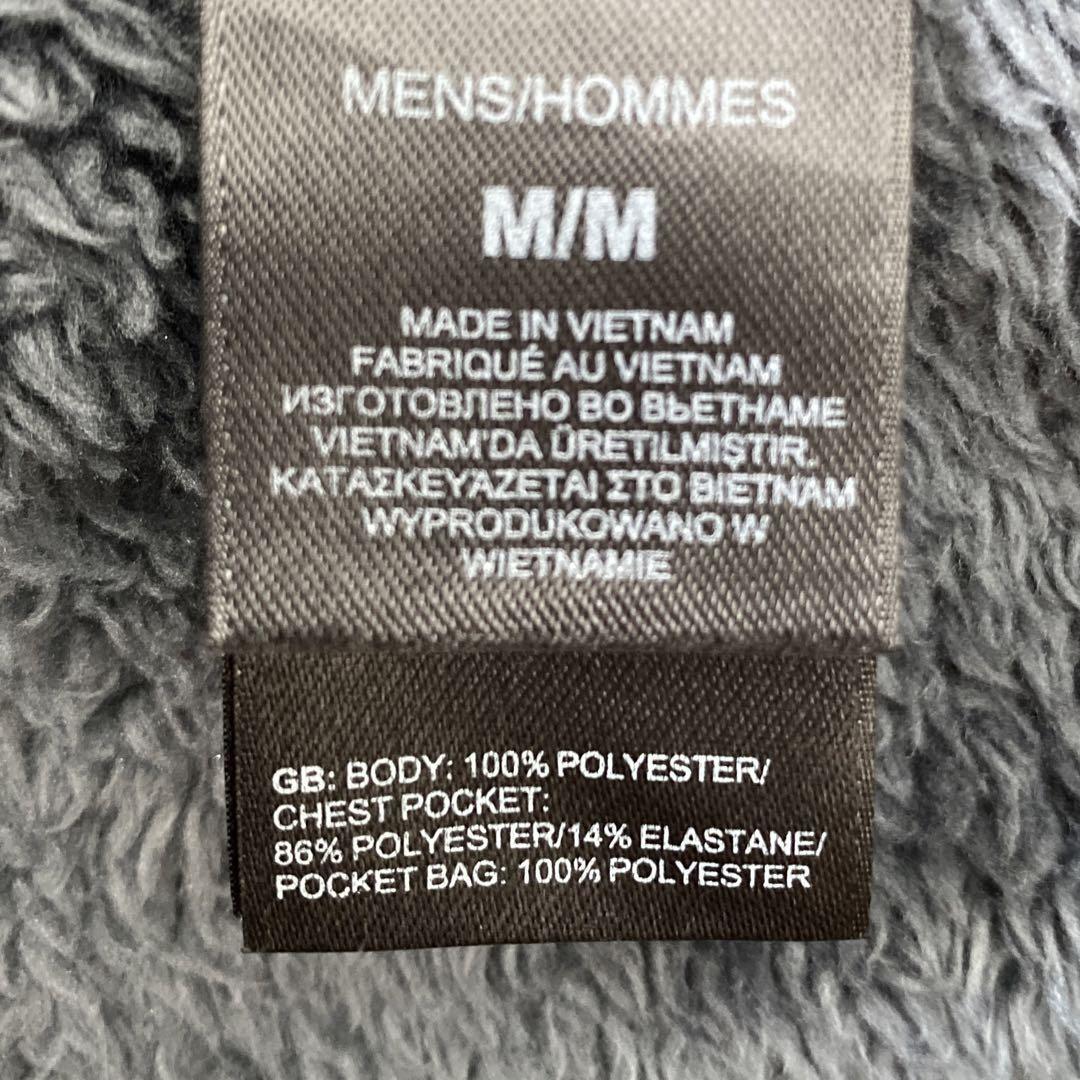 MENS/HOMMES
M/M
MADE IN VIETNAM
FABRIQUÉ AU VIETNAM
ИЗГОТОВЛЕНО ВО ВЬЕТНАМЕ
VIETNAM'DA ÜRETILMIŞTIR.
ΚΑΤΑΣΚΕΥΑΖΕΤΑΙ ΣΤΟ ΒΙΕΤΝΑΜ
WYPRODUKOWANO W
WIETNAMIE
GB: BODY: 100% POLYESTER/
CHEST POCKET:
86% POLYESTER/14% ELASTANE/
POCKET BAG: 100% POLYESTER